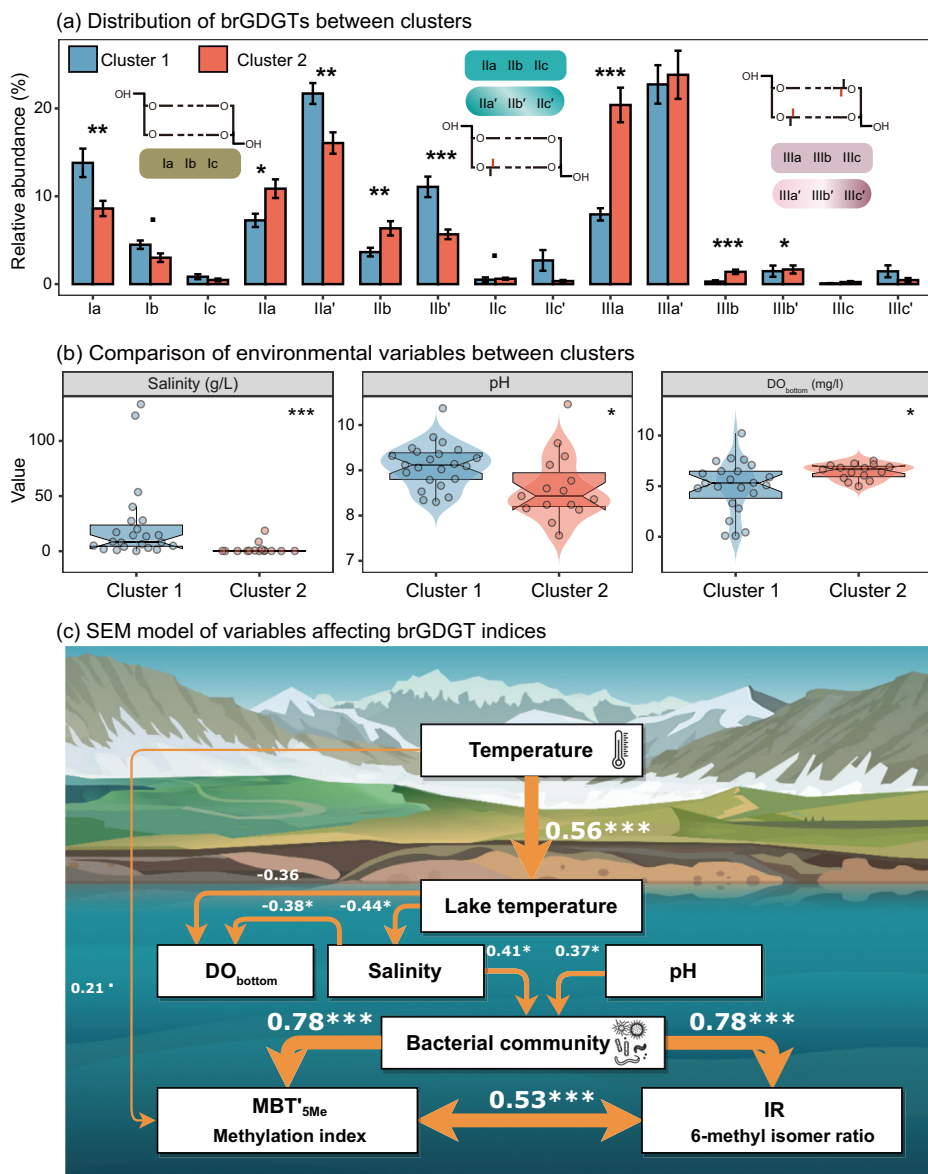 (a) Distribution of brGDGTs between clusters
Cluster 1 Cluster 2
Relative abundance (%)
20
10
0
** ▪ * ** ** *** ▪ *** *** *
OH O O O O OH
Ia Ib Ic
IIa IIb IIc
IIa' IIb' IIc'
OH O O O O OH
OH O O O O OH
IIIa IIIb IIIc
IIIa' IIIb' IIIc'
Ia Ib Ic IIa IIa' IIb IIb' IIc IIc' IIIa IIIa' IIIb IIIb' IIIc IIIc'
(b) Comparison of environmental variables between clusters
Salinity (g/L)
***
Value
100
50
0
Cluster 1 Cluster 2
pH
*
10
9
8
7
Cluster 1 Cluster 2
DObottom (mg/l)
*
10
5
0
Cluster 1 Cluster 2
(c) SEM model of variables affecting brGDGT indices
Temperature
0.56***
-0.36
Lake temperature
-0.38* -0.44*
0.41* 0.37*
DObottom Salinity pH
0.21 ·
0.78*** 0.78***
Bacterial community
MBT'5Me
Methylation index
0.53***
IR
6-methyl isomer ratio